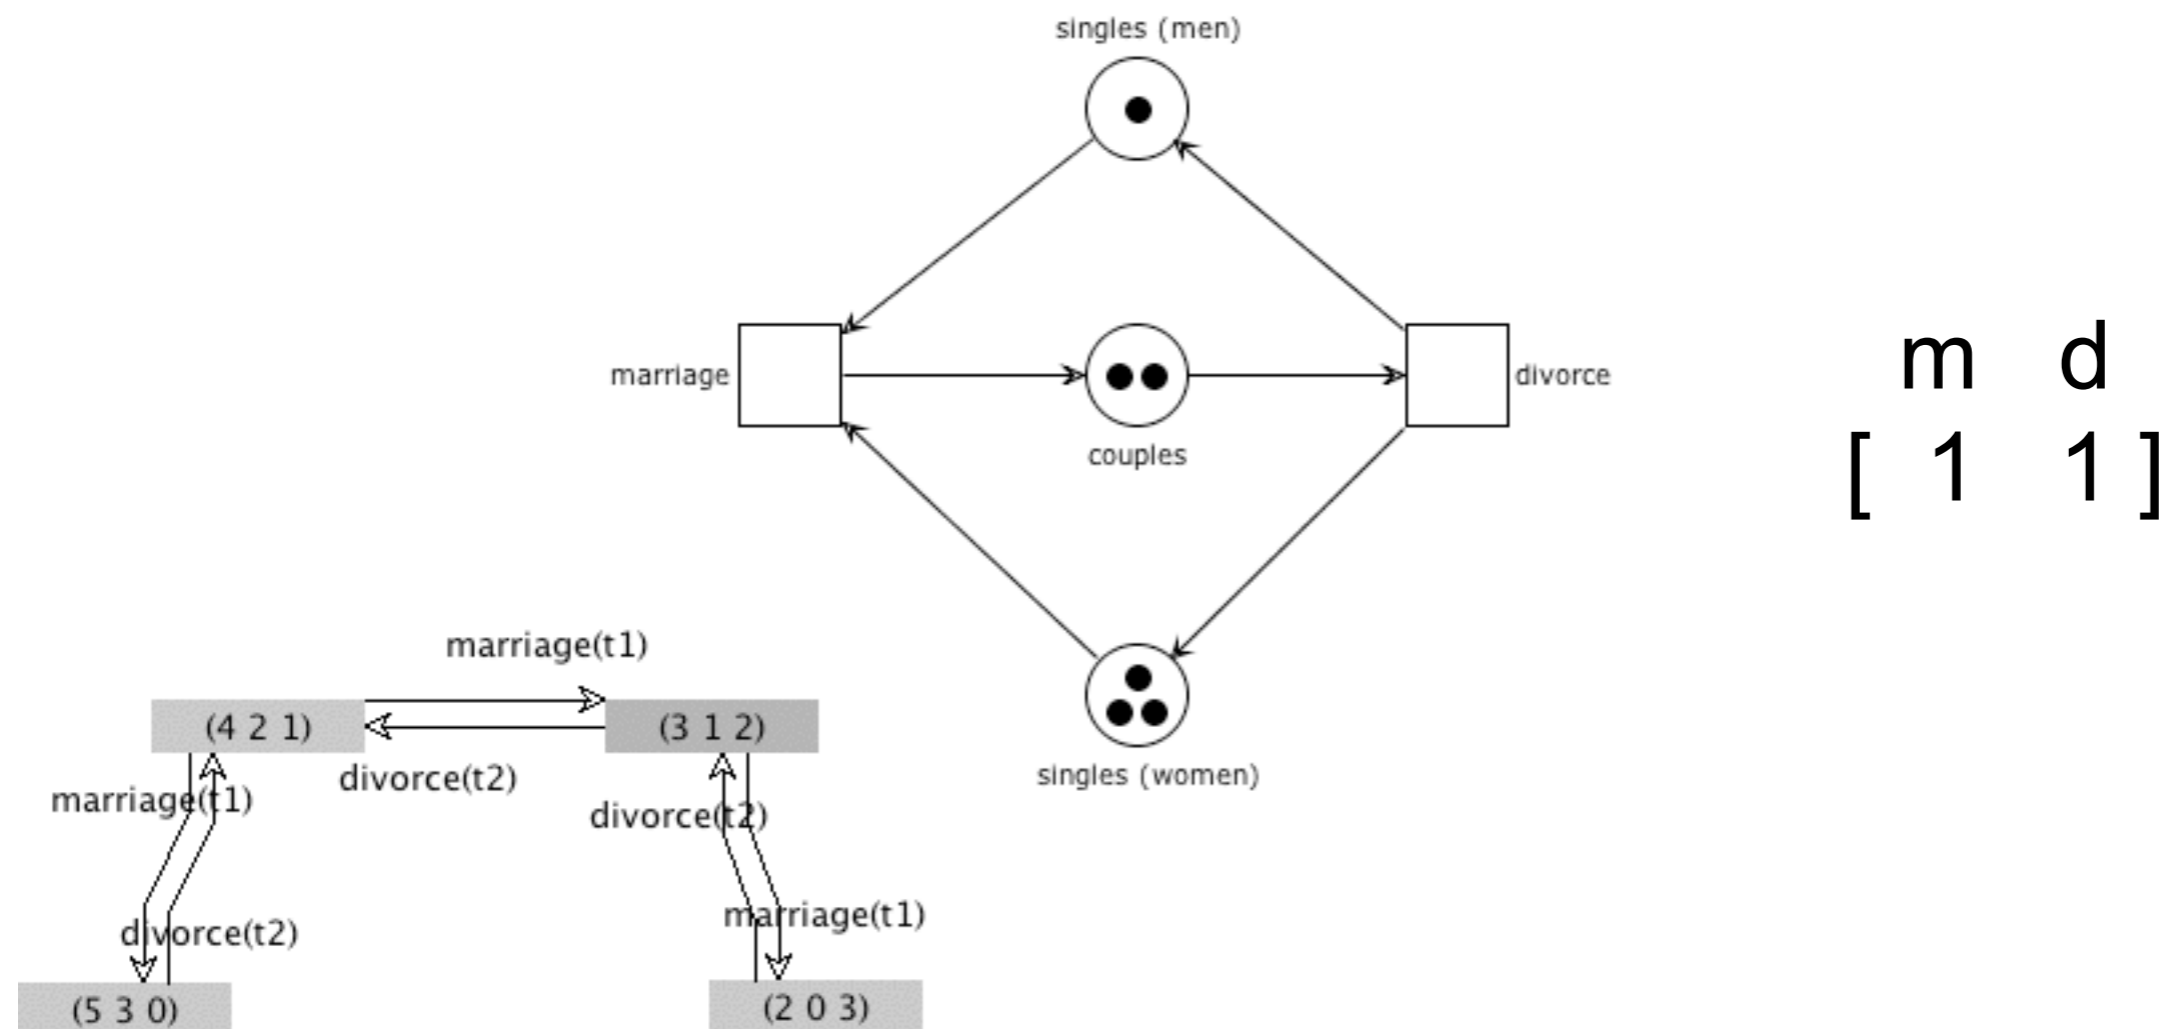 singles (men)
marriage
divorce
couples
singles (women)
m d
[ 1 1 ]
marriage(t1)
(4 2 1)
(3 1 2)
divorce(t2)
marriage(t1)
divorce(t2)
divorce(t2)
marriage(t1)
(5 3 0)
(2 0 3)